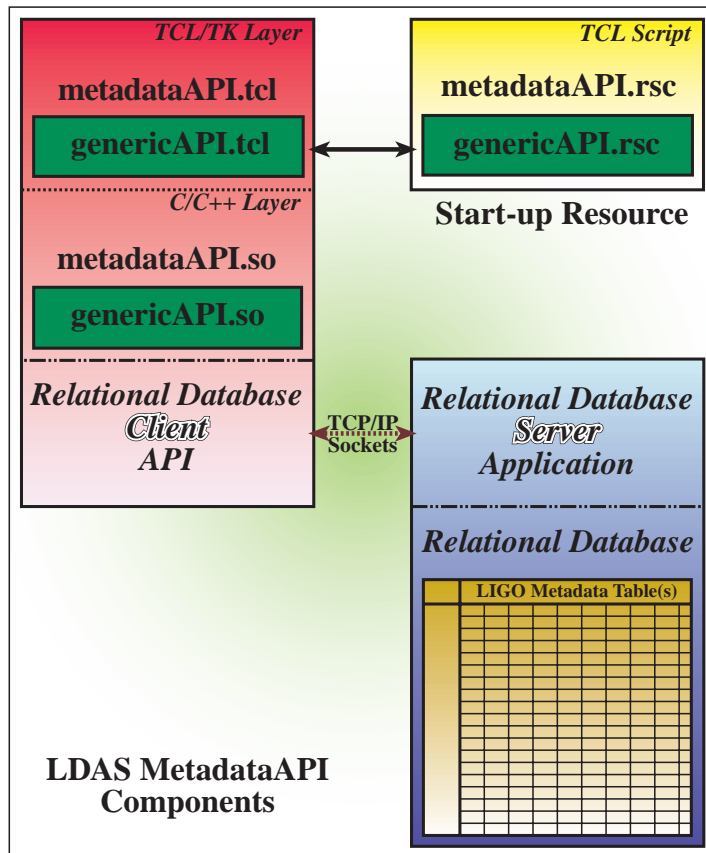 TCL/TK Layer
metadataAPI.tcl
genericAPI.tcl
C/C++ Layer
metadataAPI.so
genericAPI.so
Relational Database
Client
API
TCL Script
metadataAPI.rsc
genericAPI.rsc
Start-up Resource
TCP/IP
Sockets
Relational Database
Server
Application
Relational Database
LIGO Metadata Table(s)
LDAS MetadataAPI
Components